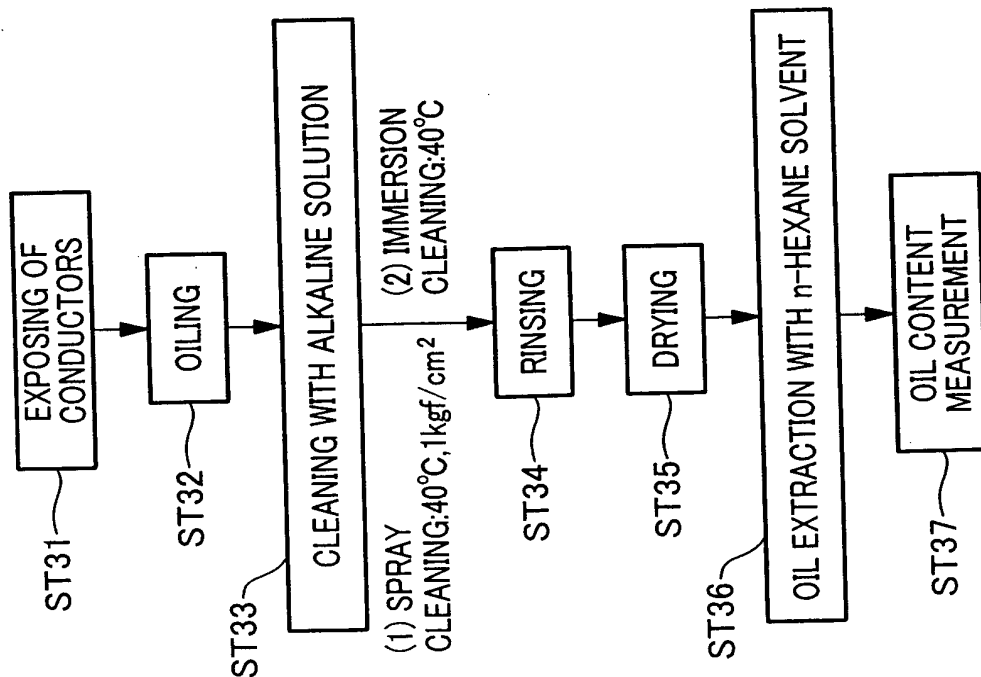 ST31
EXPOSING OF
CONDUCTORS
ST32
OILING
ST33
CLEANING WITH ALKALINE SOLUTION
(1) SPRAY
CLEANING:40°C,1kgf/cm²
(2) IMMERSION
CLEANING:40°C
ST34
RINSING
ST35
DRYING
ST36
OIL EXTRACTION WITH n-HEXANE SOLVENT
ST37
OIL CONTENT
MEASUREMENT